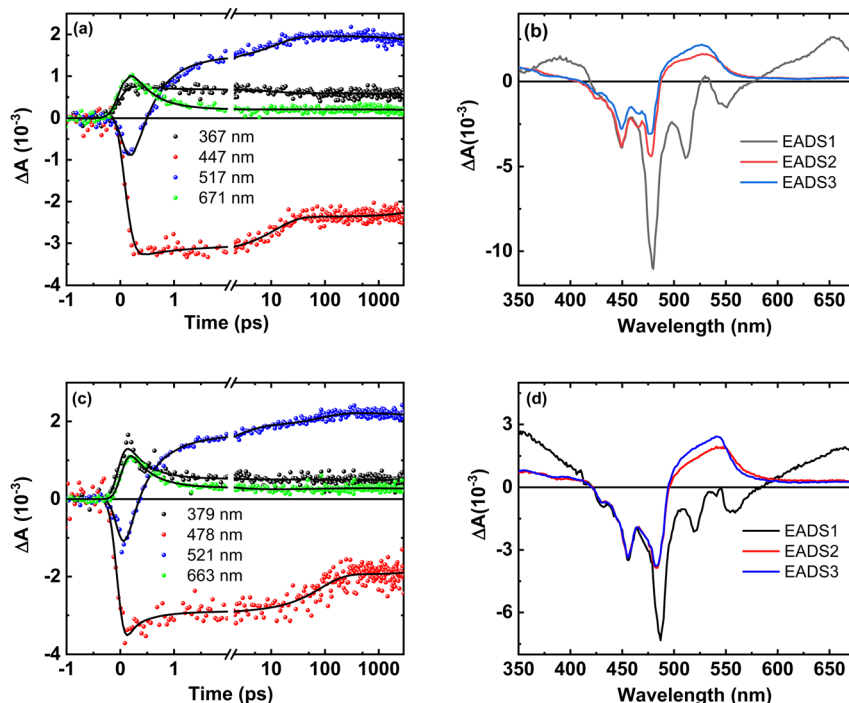 (a)
2
1
0
-1
-2
-3
-4
ΔA (10⁻³)
367 nm
447 nm
517 nm
671 nm
-1 0 1 10 100 1000
Time (ps)
(b)
0
-5
-10
ΔA(10⁻³)
EADS1
EADS2
EADS3
350 400 450 500 550 600 650
Wavelength (nm)
(c)
2
0
-2
-4
ΔA (10⁻³)
379 nm
478 nm
521 nm
663 nm
-1 0 1 10 100 1000
Time (ps)
(d)
3
0
-3
-6
ΔA(10⁻³)
EADS1
EADS2
EADS3
350 400 450 500 550 600 650
Wavelength (nm)